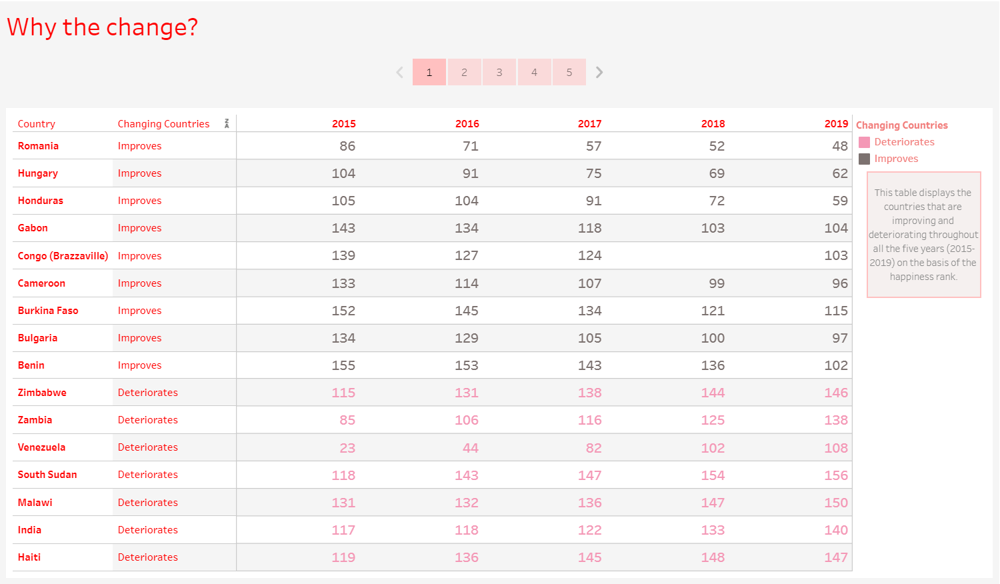 Why the change?
1 2 3 4 5
Country Changing Countries Z A 2015 2016 2017 2018 2019
Romania Improves 86 71 57 52 48
Hungary Improves 104 91 75 69 62
Honduras Improves 105 104 91 72 59
Gabon Improves 143 134 118 103 104
Congo (Brazzaville) Improves 139 127 124 103
Cameroon Improves 133 114 107 99 96
Burkina Faso Improves 152 145 134 121 115
Bulgaria Improves 134 129 105 100 97
Benin Improves 155 153 143 136 102
Zimbabwe Deteriorates 115 131 138 144 146
Zambia Deteriorates 85 106 116 125 138
Venezuela Deteriorates 23 44 82 102 108
South Sudan Deteriorates 118 143 147 154 156
Malawi Deteriorates 131 132 136 147 150
India Deteriorates 117 118 122 133 140
Haiti Deteriorates 119 136 145 148 147
Changing Countries
Deteriorates
Improves
This table displays the
countries that are
improving and
deteriorating throughout
all the five years (2015-
2019) on the basis of the
happiness rank.